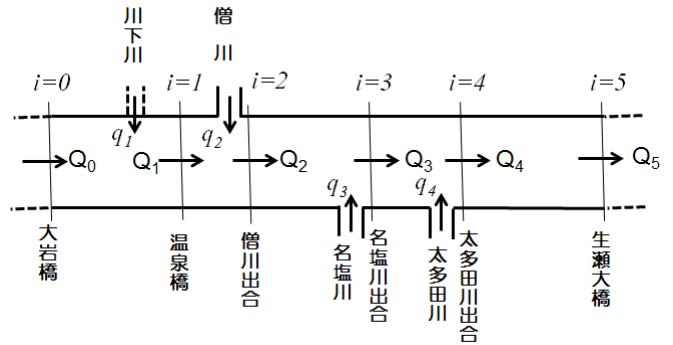 川下川
僧川
i=0
i=1
i=2
i=3
i=4
i=5
q1
q2
Q0
Q1
Q2
Q3
Q4
Q5
q3
q4
大岩橋
温泉橋
僧川出合
名塩川
名塩川出合
太多田川
太多田川出合
生瀬大橋